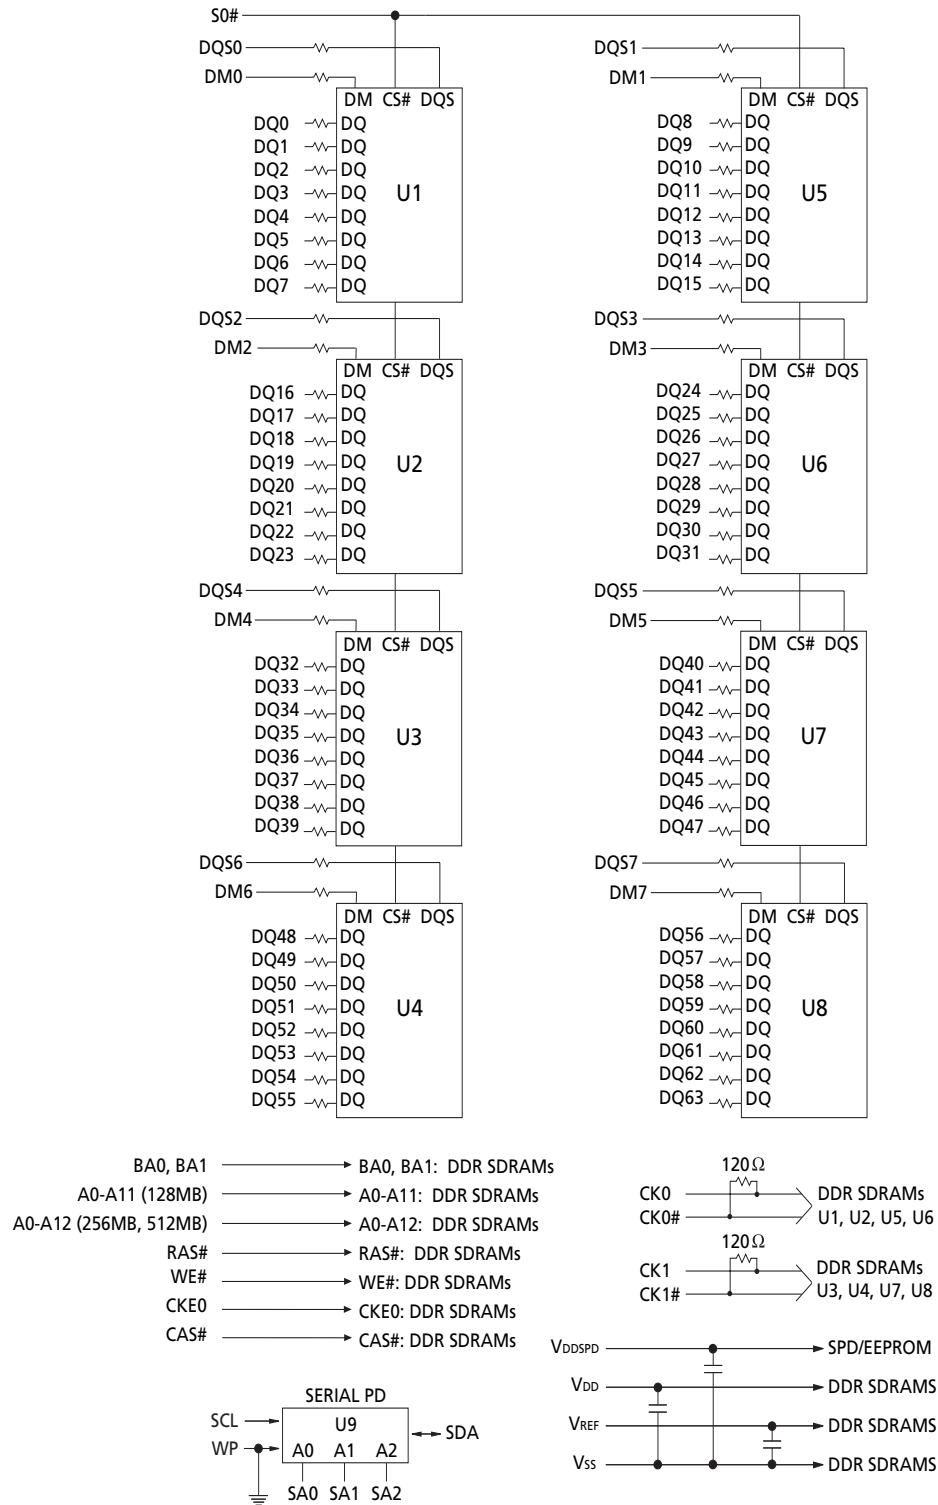 S0#
DQS0
DM0
DM CS# DQS
DQ0 DQ
DQ1 DQ
DQ2 DQ
DQ3 DQ
DQ4 DQ
DQ5 DQ
DQ6 DQ
DQ7 DQ
U1
DQS1
DM1
DM CS# DQS
DQ8 DQ
DQ9 DQ
DQ10 DQ
DQ11 DQ
DQ12 DQ
DQ13 DQ
DQ14 DQ
DQ15 DQ
U5
DQS2
DM2
DM CS# DQS
DQ16 DQ
DQ17 DQ
DQ18 DQ
DQ19 DQ
DQ20 DQ
DQ21 DQ
DQ22 DQ
DQ23 DQ
U2
DQS3
DM3
DM CS# DQS
DQ24 DQ
DQ25 DQ
DQ26 DQ
DQ27 DQ
DQ28 DQ
DQ29 DQ
DQ30 DQ
DQ31 DQ
U6
DQS4
DM4
DM CS# DQS
DQ32 DQ
DQ33 DQ
DQ34 DQ
DQ35 DQ
DQ36 DQ
DQ37 DQ
DQ38 DQ
DQ39 DQ
U3
DQS5
DM5
DM CS# DQS
DQ40 DQ
DQ41 DQ
DQ42 DQ
DQ43 DQ
DQ44 DQ
DQ45 DQ
DQ46 DQ
DQ47 DQ
U7
DQS6
DM6
DM CS# DQS
DQ48 DQ
DQ49 DQ
DQ50 DQ
DQ51 DQ
DQ52 DQ
DQ53 DQ
DQ54 DQ
DQ55 DQ
U4
DQS7
DM7
DM CS# DQS
DQ56 DQ
DQ57 DQ
DQ58 DQ
DQ59 DQ
DQ60 DQ
DQ61 DQ
DQ62 DQ
DQ63 DQ
U8
BA0, BA1 BA0, BA1: DDR SDRAMs
A0-A11 (128MB) A0-A11: DDR SDRAMs
A0-A12 (256MB, 512MB) A0-A12: DDR SDRAMs
RAS# RAS#: DDR SDRAMs
WE# WE#: DDR SDRAMs
CKE0 CKE0: DDR SDRAMs
CAS# CAS#: DDR SDRAMs
120Ω
CK0 DDR SDRAMs
CK0# U1, U2, U5, U6
120Ω
CK1 DDR SDRAMs
CK1# U3, U4, U7, U8
VDDSPD SPD/EEPROM
VDD DDR SDRAMS
VREF DDR SDRAMS
VSS DDR SDRAMS
SERIAL PD
SCL U9 SDA
WP A0 A1 A2
SA0 SA1 SA2